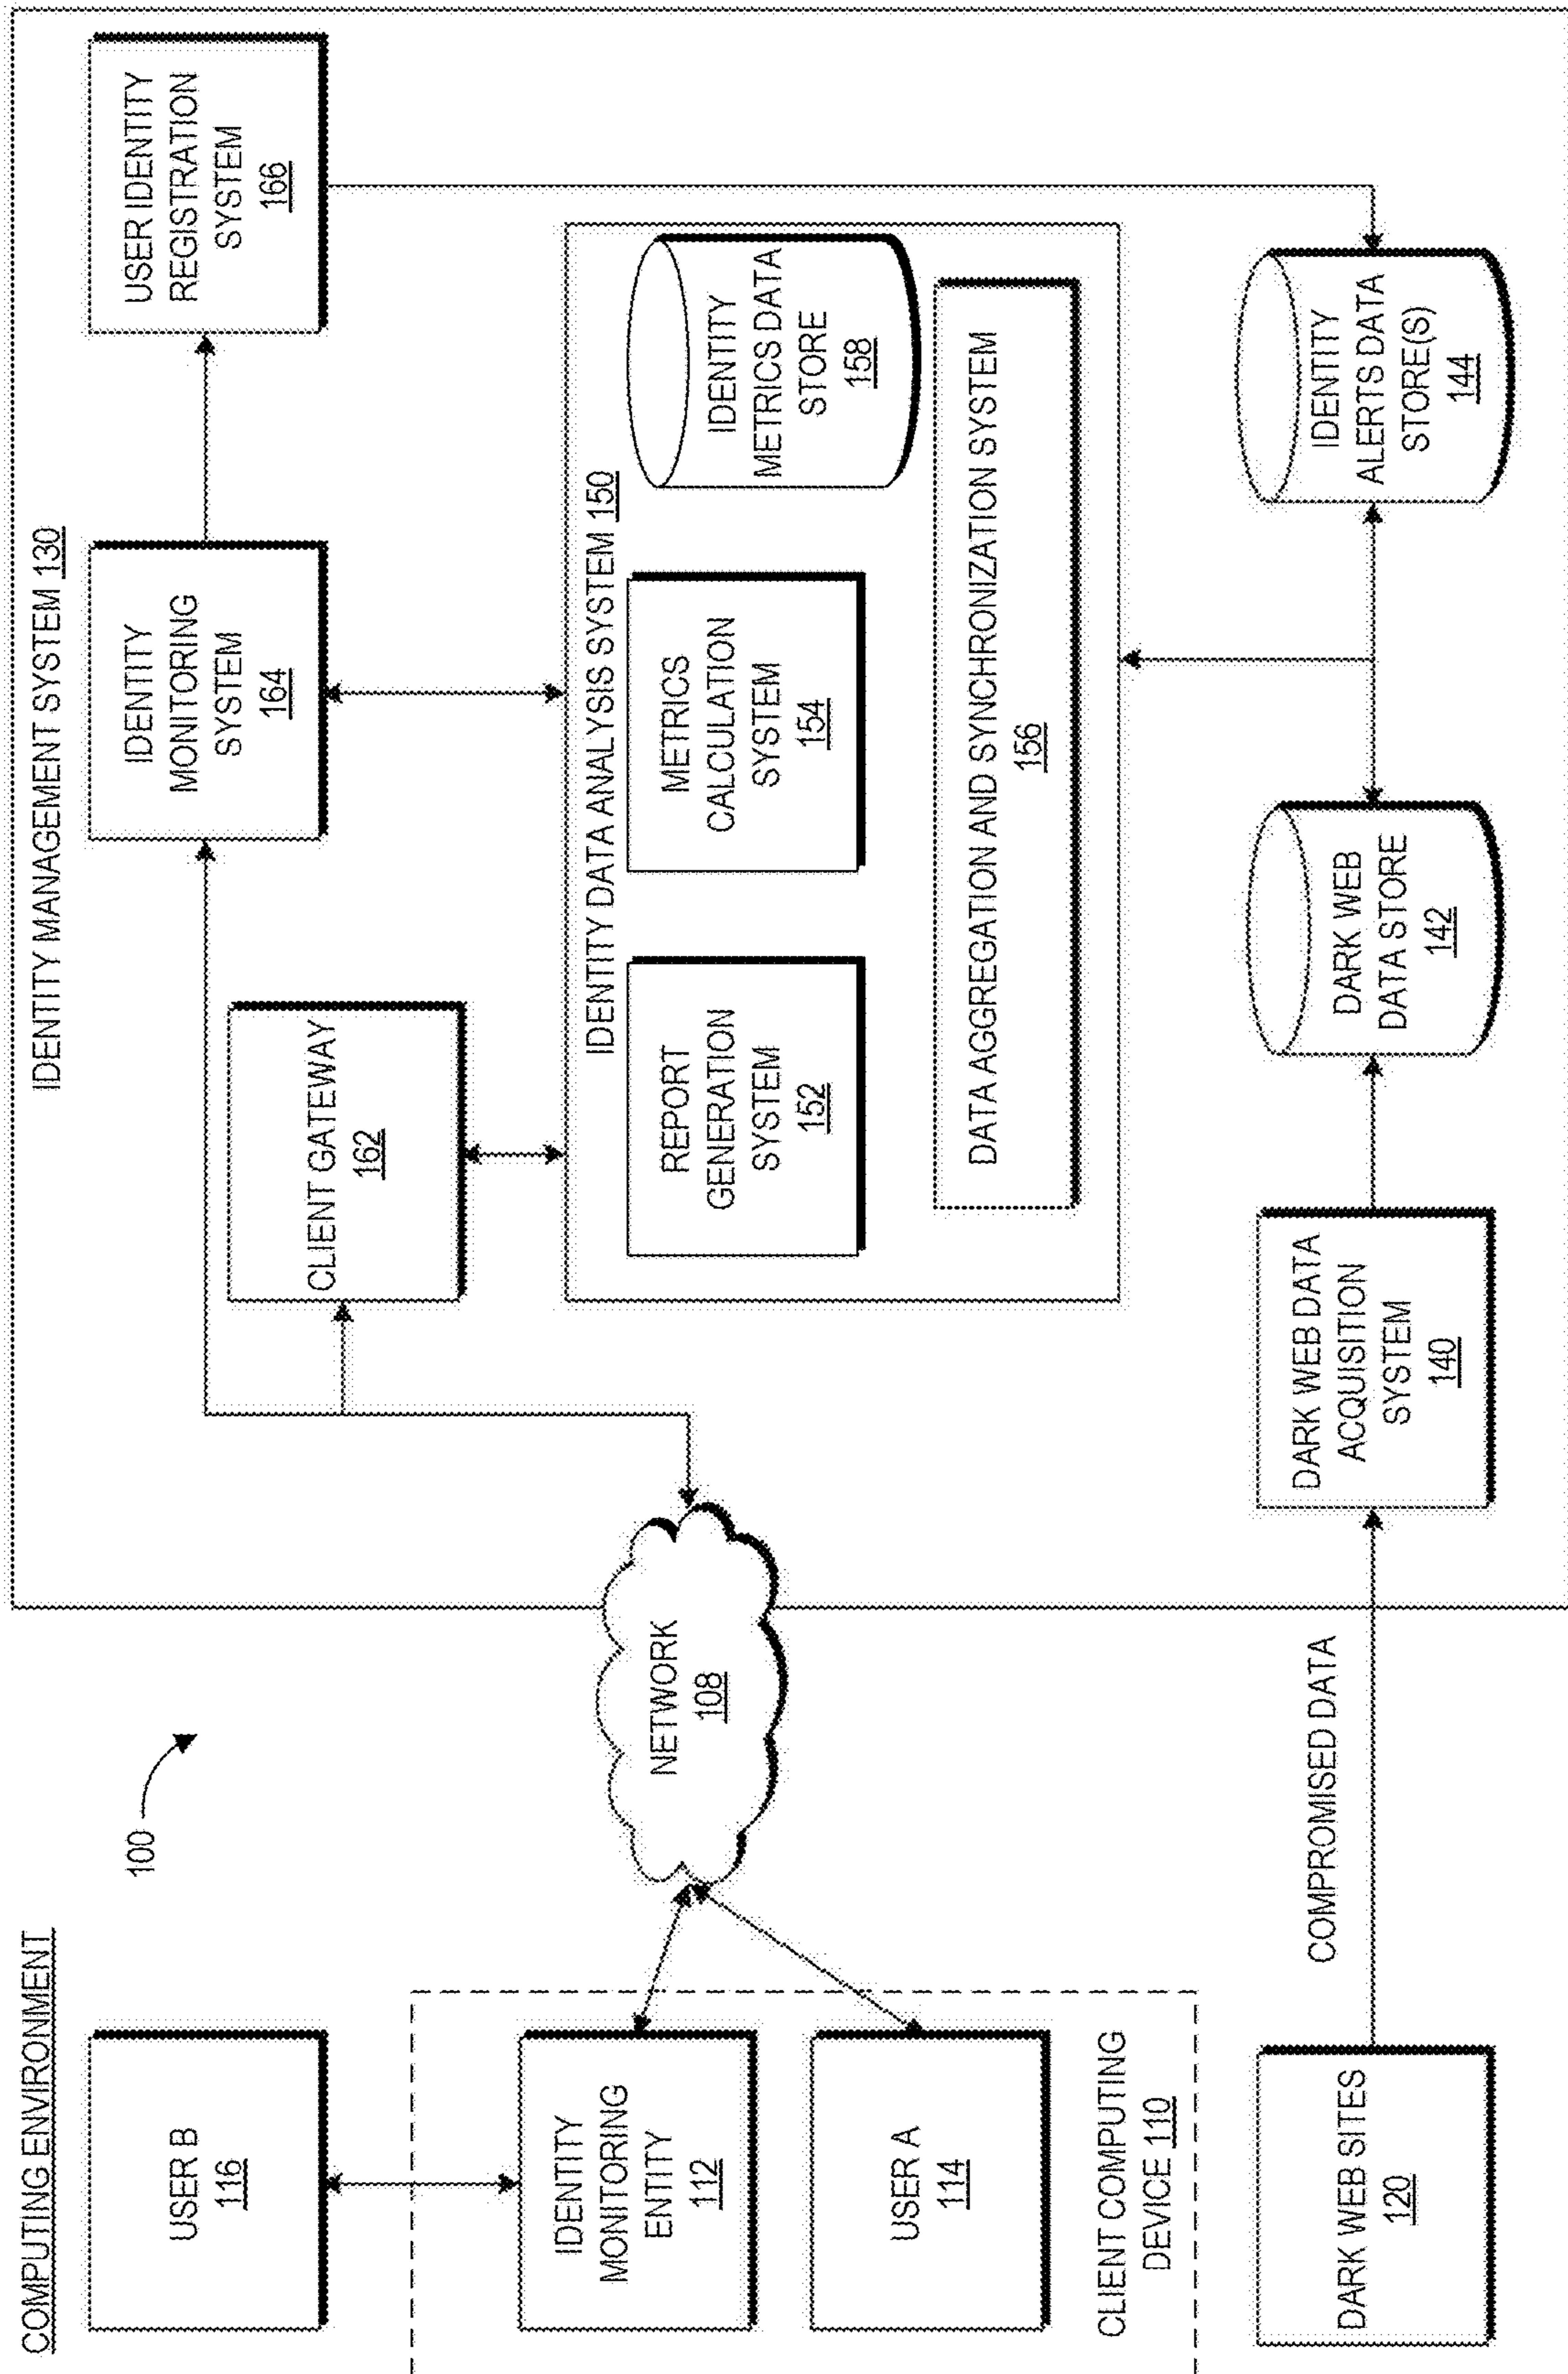 COMPUTING ENVIRONMENT
100
USER B
116
IDENTITY
MONITORING
ENTITY
112
USER A
114
CLIENT COMPUTING
DEVICE 110
DARK WEB SITES
120
COMPROMISED DATA
NETWORK
108
IDENTITY MANAGEMENT SYSTEM 130
CLIENT GATEWAY
162
IDENTITY
MONITORING
SYSTEM
164
USER IDENTITY
REGISTRATION
SYSTEM
166
IDENTITY DATA ANALYSIS SYSTEM 150
REPORT
GENERATION
SYSTEM
152
METRICS
CALCULATION
SYSTEM
154
IDENTITY
METRICS DATA
STORE
158
DATA AGGREGATION AND SYNCHRONIZATION SYSTEM
156
DARK WEB DATA
ACQUISITION
SYSTEM
140
DARK WEB
DATA STORE
142
IDENTITY
ALERTS DATA
STORE(S)
144